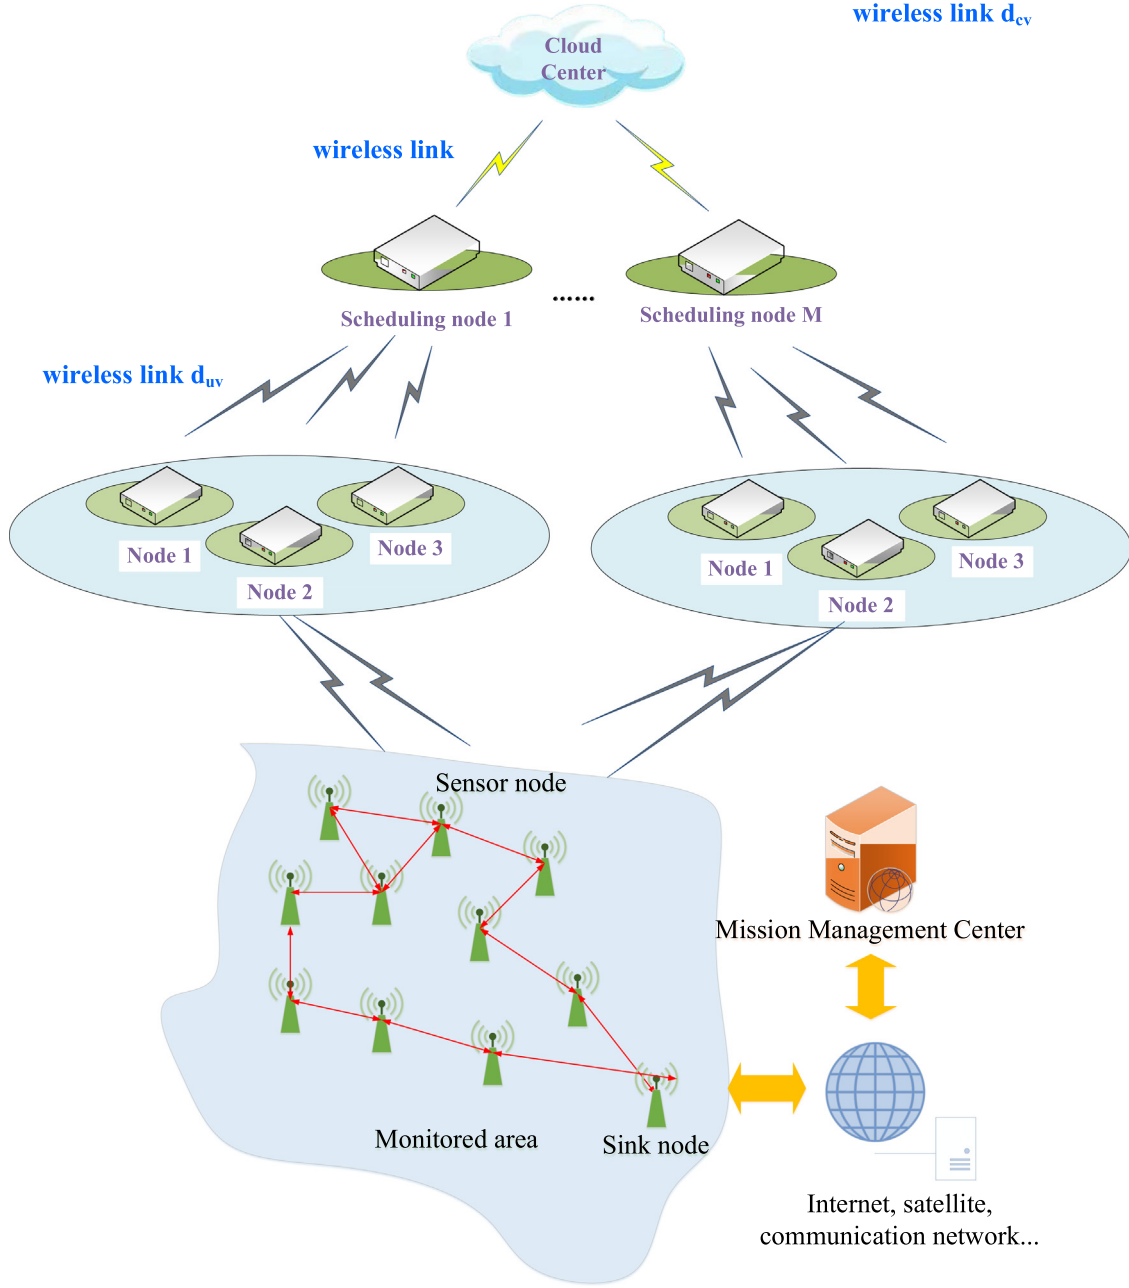 wireless link d_cv
Cloud
Center
wireless link
Scheduling node 1
......
Scheduling node M
wireless link d_uv
Node 1
Node 2
Node 3
Node 1
Node 2
Node 3
Sensor node
Mission Management Center
Monitored area
Sink node
Internet, satellite,
communication network...